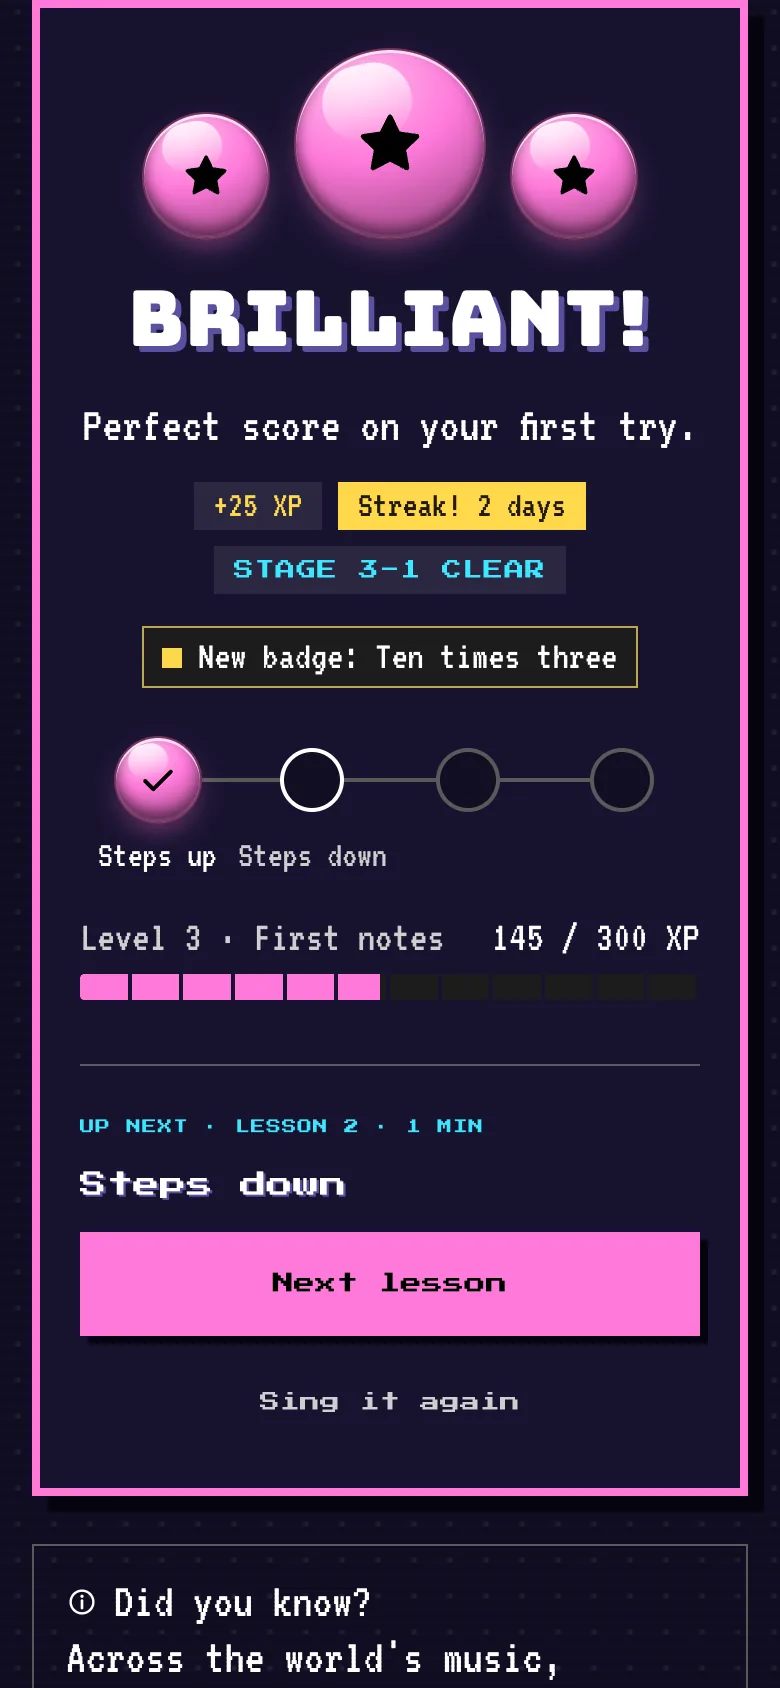 BRILLIANT!
Perfect score on your first try.
+25 XP
Streak! 2 days
STAGE 3-1 CLEAR
New badge: Ten times three
Steps up
Steps down
Level 3 · First notes
145 / 300 XP
UP NEXT · LESSON 2 · 1 MIN
Steps down
Next lesson
Sing it again
Did you know?
Across the world's music,